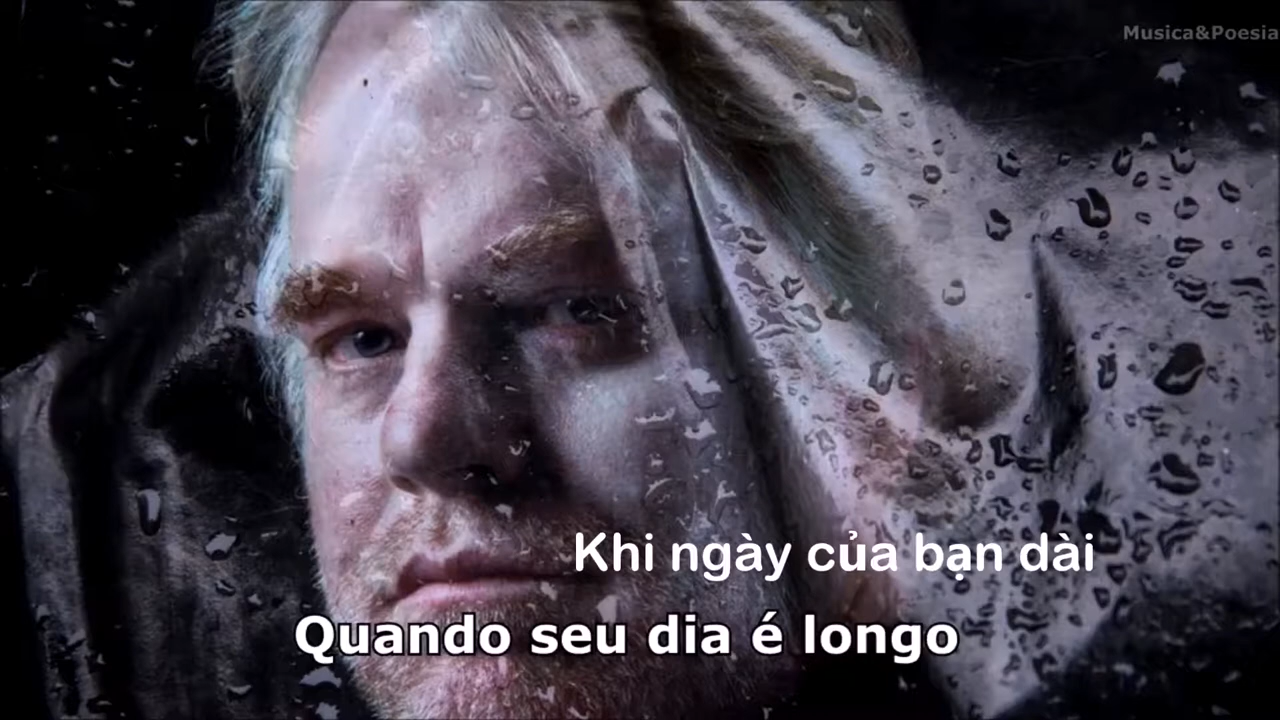 Musica&Poesia
Khi ngày của bạn dài
Quando seu dia é longo